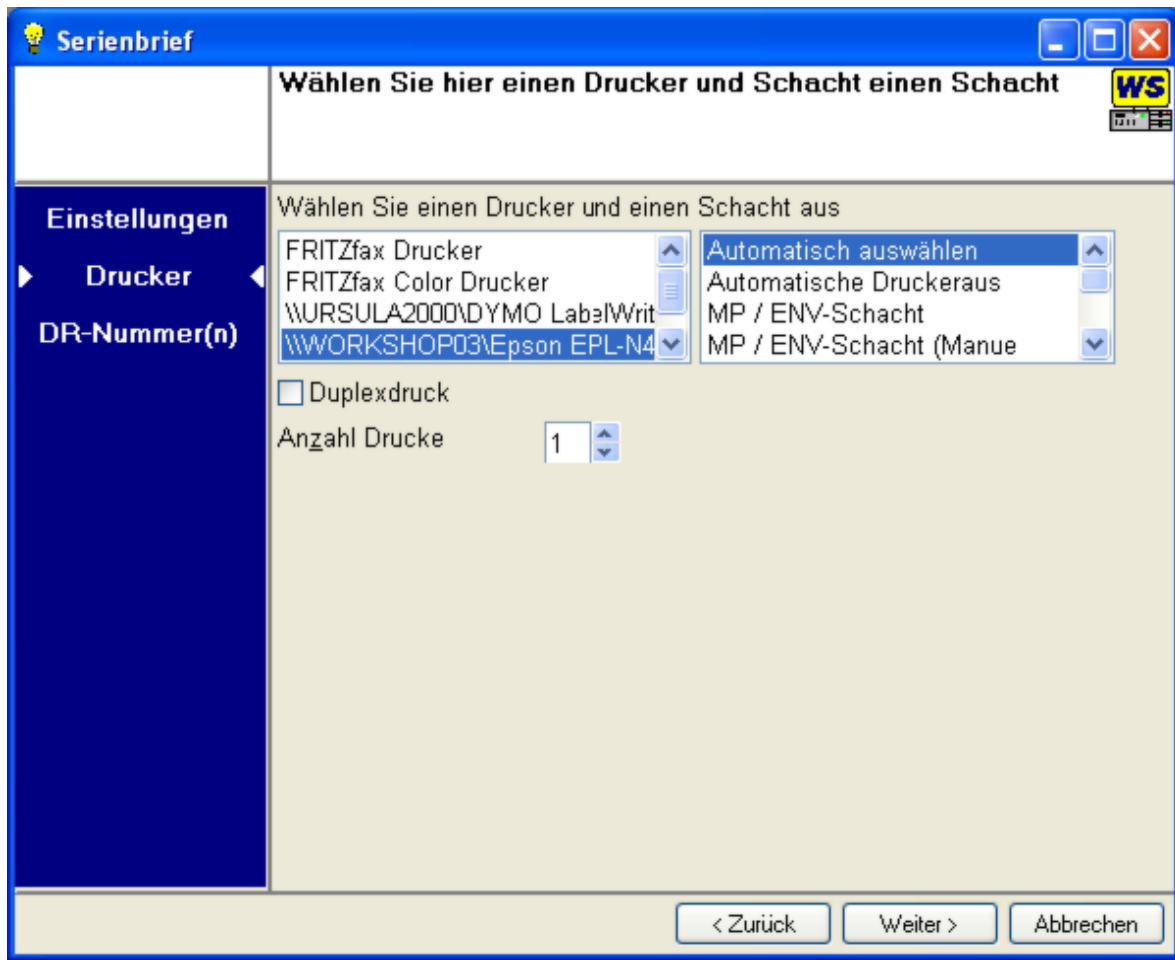 Serienbrief
Wählen Sie hier einen Drucker und Schacht einen Schacht
WS
Einstellungen
Drucker
DR-Nummer(n)
Wählen Sie einen Drucker und einen Schacht aus
FRITZfax Drucker
FRITZfax Color Drucker
\\URSULA2000\DYMO LabelWrit
\\WORKSHOP03\Epson EPL-N4
Automatisch auswählen
Automatische Druckeraus
MP / ENV-Schacht
MP / ENV-Schacht (Manue
Duplexdruck
Anzahl Drucke
1
< Zurück
Weiter >
Abbrechen